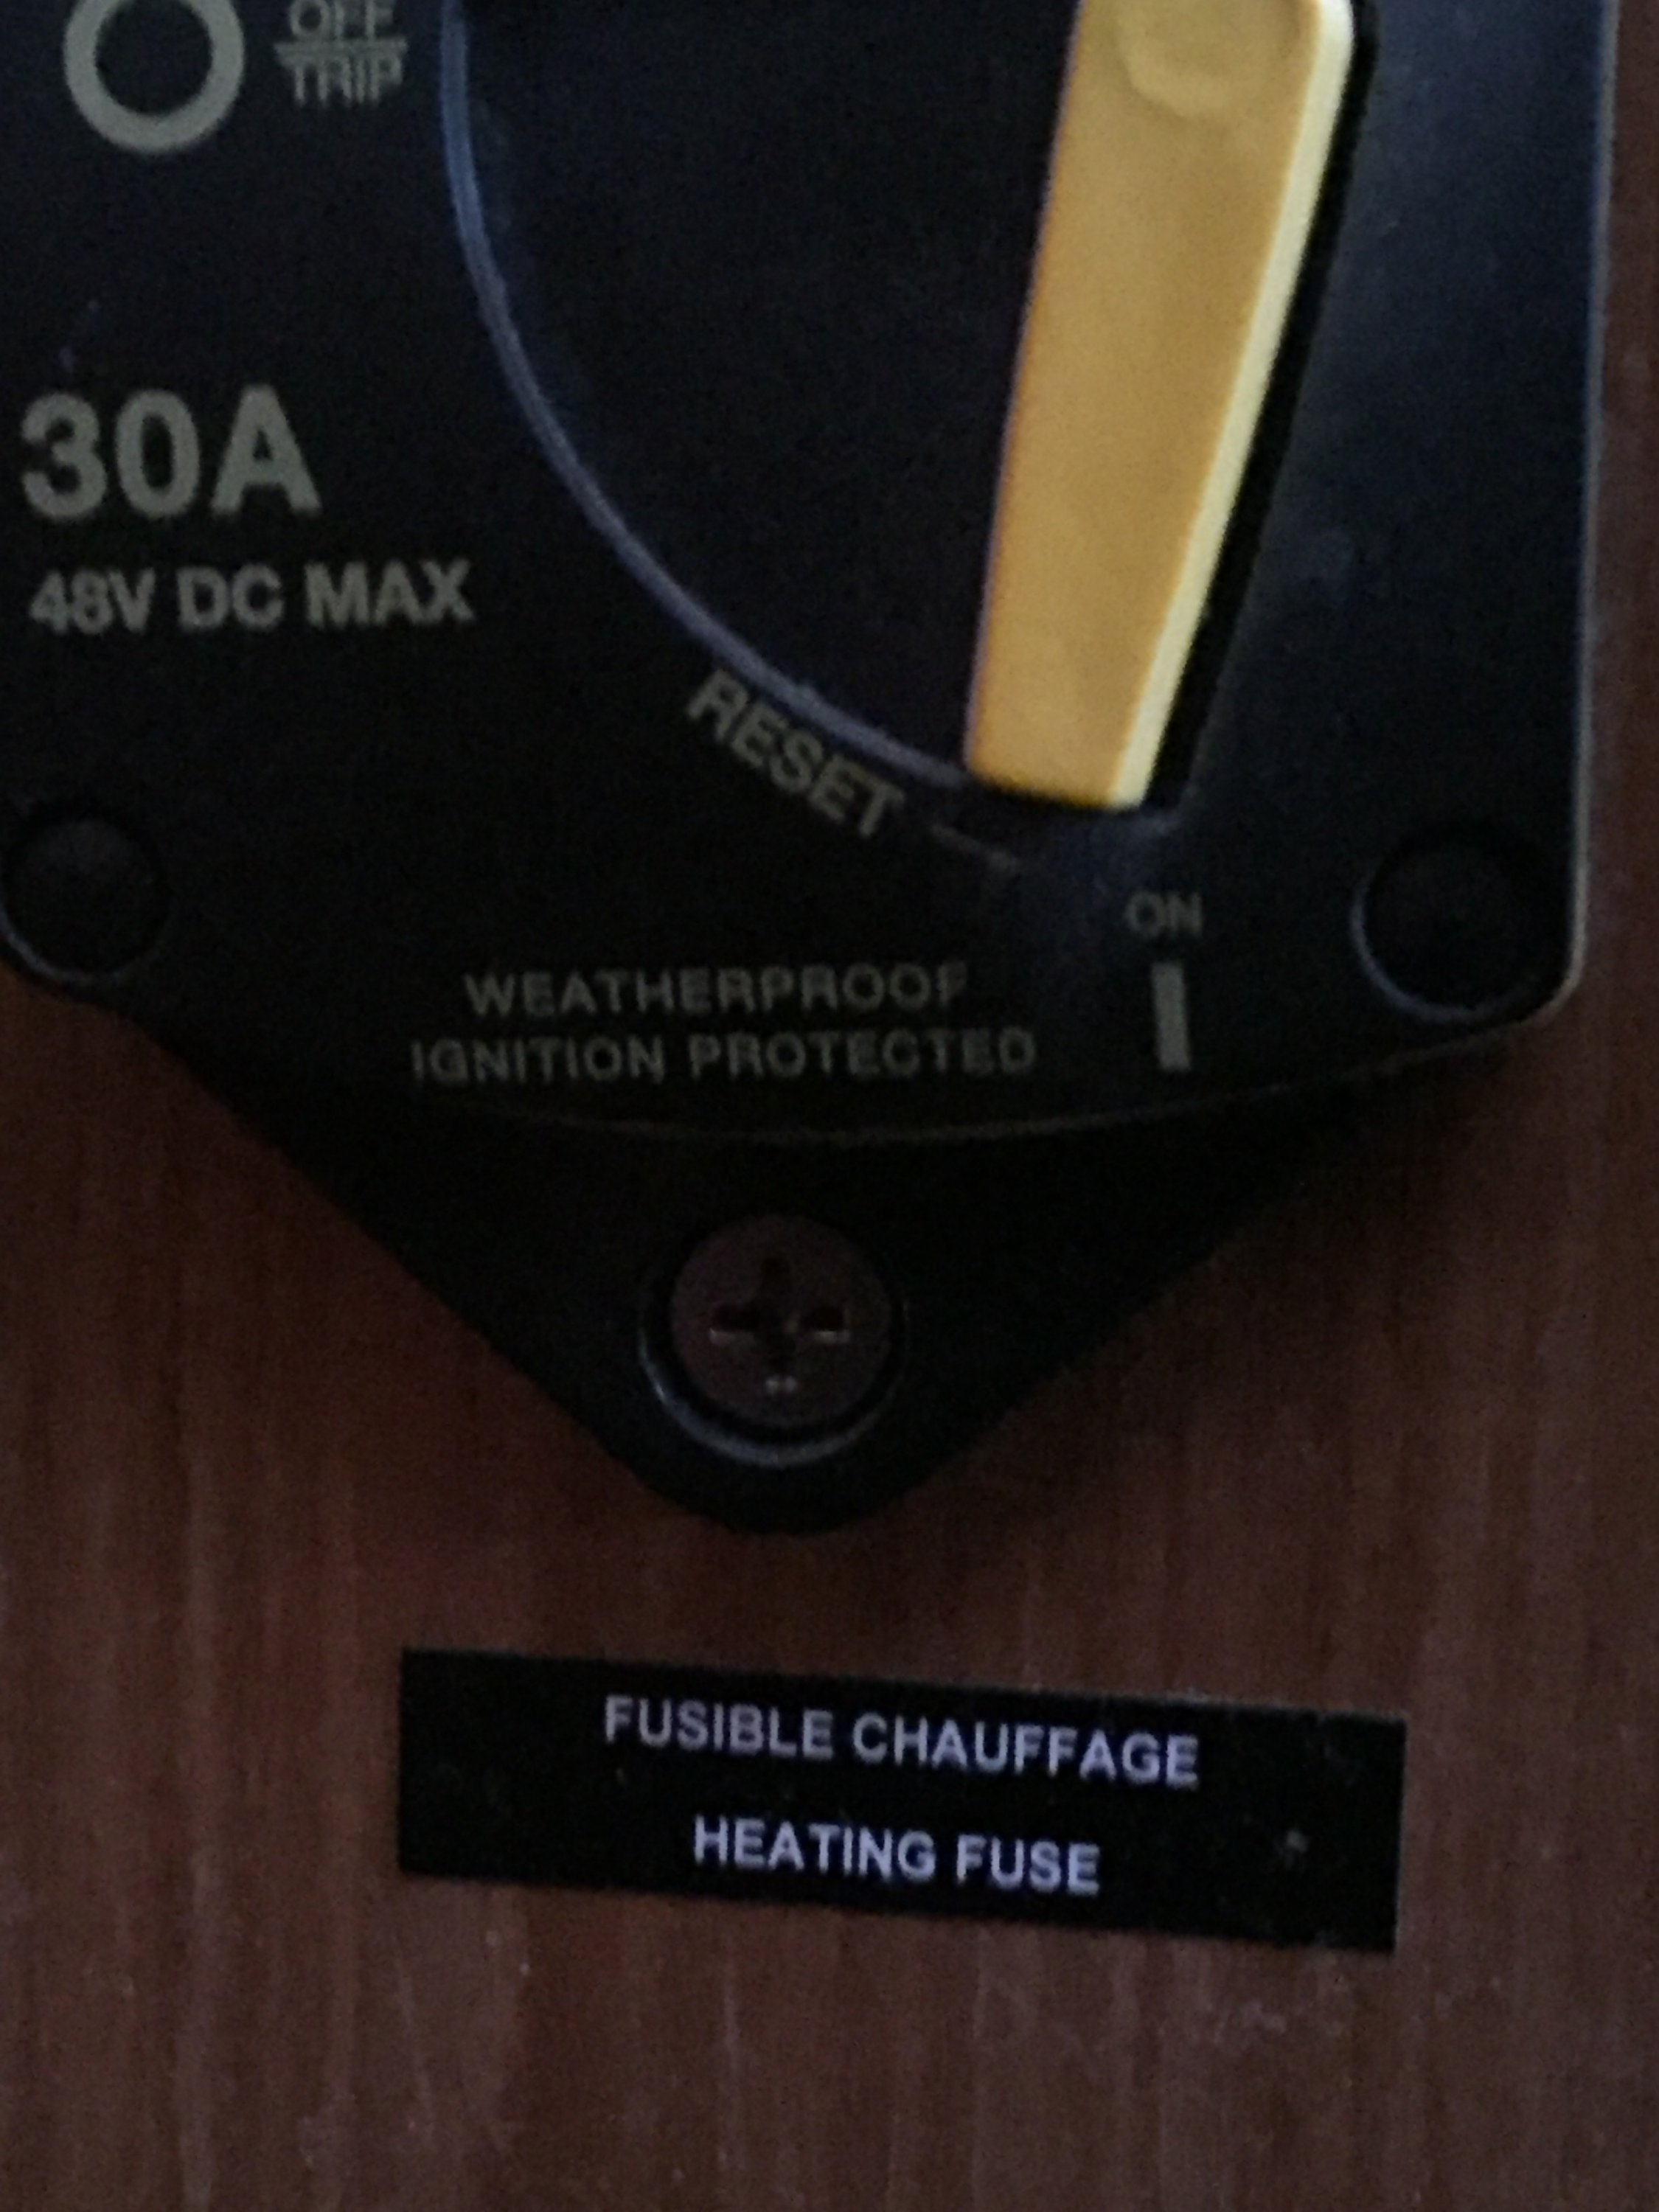 OFF
TRIP
30A
48V DC MAX
RESET
ON
WEATHERPROOF
IGNITION PROTECTED
FUSIBLE CHAUFFAGE
HEATING FUSE